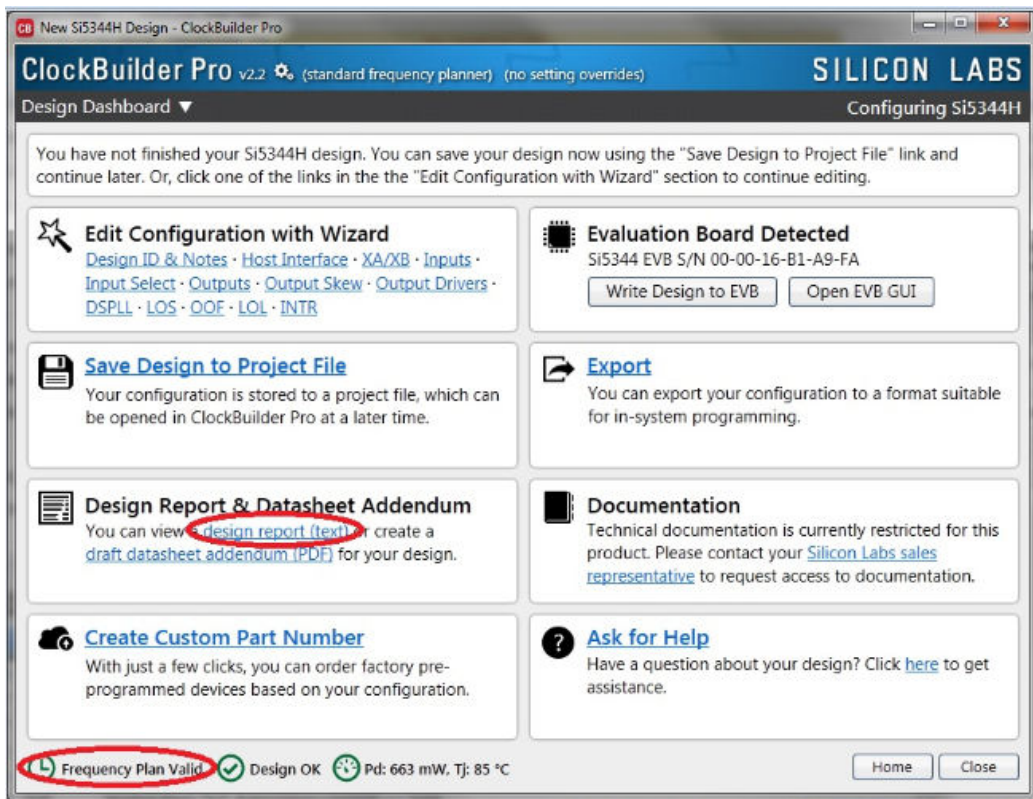 CB New Si5344H Design - ClockBuilder Pro
ClockBuilder Pro v2.2 (standard frequency planner) (no setting overrides) SILICON LABS
Design Dashboard ▼ Configuring Si5344H
You have not finished your Si5344H design. You can save your design now using the "Save Design to Project File" link and
continue later. Or, click one of the links in the the "Edit Configuration with Wizard" section to continue editing.
Edit Configuration with Wizard
Design ID & Notes · Host Interface · XA/XB · Inputs ·
Input Select · Outputs · Output Skew · Output Drivers ·
DSPLL · LOS · OOF · LOL · INTR
Evaluation Board Detected
Si5344 EVB S/N 00-00-16-B1-A9-FA
Write Design to EVB Open EVB GUI
Save Design to Project File
Your configuration is stored to a project file, which can
be opened in ClockBuilder Pro at a later time.
Export
You can export your configuration to a format suitable
for in-system programming.
Design Report & Datasheet Addendum
You can view a design report (text) or create a
draft datasheet addendum (PDF) for your design.
Documentation
Technical documentation is currently restricted for this
product. Please contact your Silicon Labs sales
representative to request access to documentation.
Create Custom Part Number
With just a few clicks, you can order factory pre-
programmed devices based on your configuration.
Ask for Help
Have a question about your design? Click here to get
assistance.
Frequency Plan Valid Design OK Pd: 663 mW, Tj: 85 °C Home Close